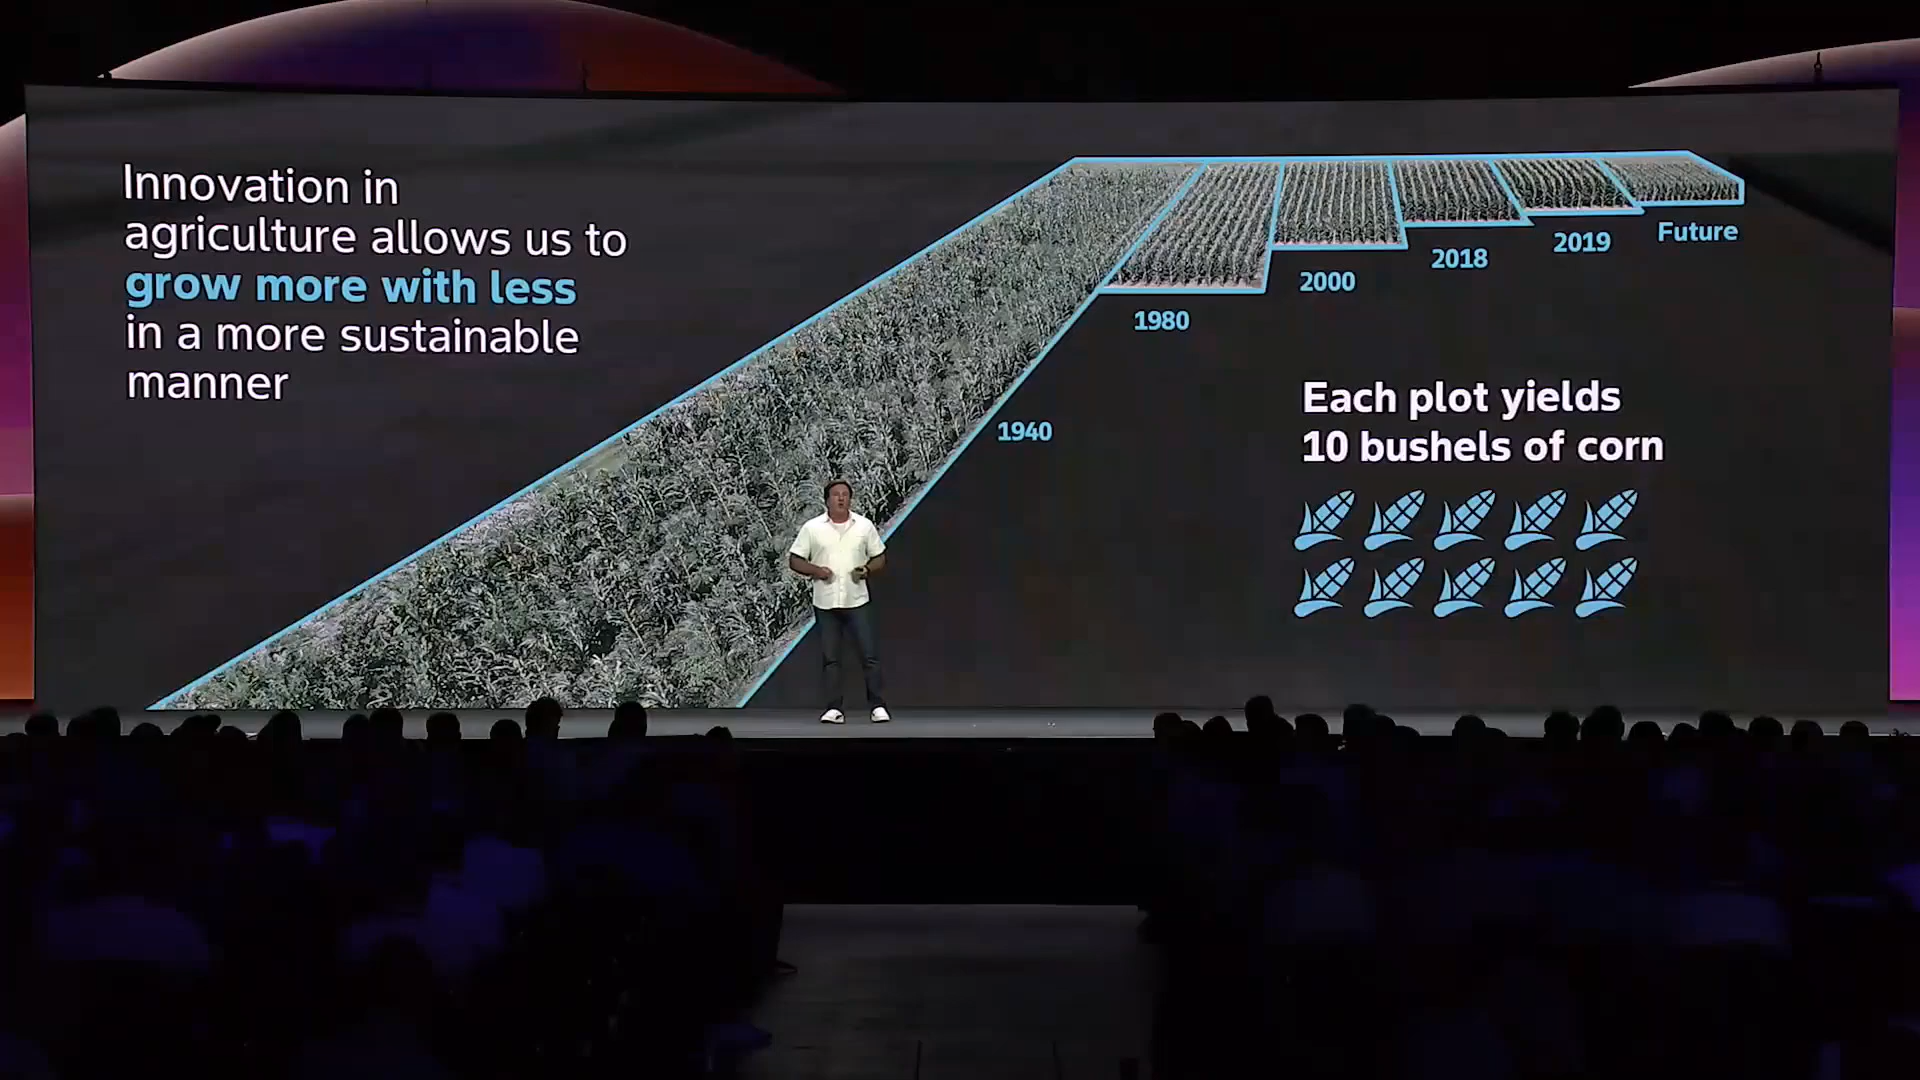 Innovation in
agriculture allows us to
grow more with less
in a more sustainable
manner
1940
1980
2000
2018
2019
Future
Each plot yields
10 bushels of corn